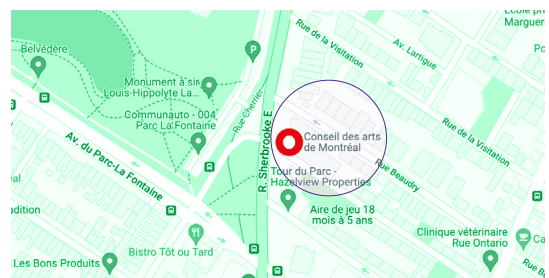 École pr
Marguer
Rue de la Visitation
Av. Lartigue
Belvédère
P
Monument à sir
Louis-Hippolyte La...
Communauto - 004
Parc La Fontaine
Rue Cherrier
R. Sherbrooke E
Conseil des arts
de Montréal
Rue de la Visitation
Av. du Parc-La Fontaine
Tour du Parc -
Hazelview Properties
Rue Beaudry
Aire de jeu 18
mois à 5 ans
adition
Bistro Tôt ou Tard
Clinique vétérinaire
Rue Ontario
Ca
Les Bons Produits
Rue B